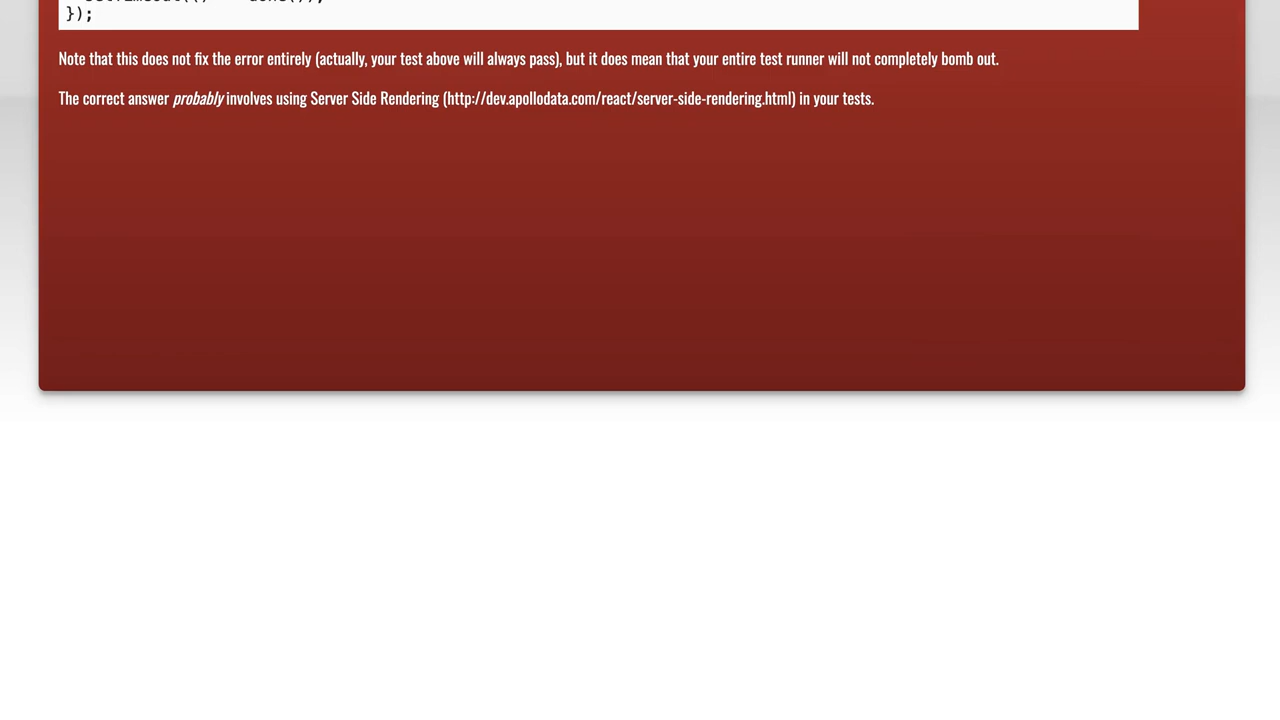 });
Note that this does not fix the error entirely (actually, your test above will always pass), but it does mean that your entire test runner will not completely bomb out.
The correct answer probably involves using Server Side Rendering (http://dev.apollodata.com/react/server-side-rendering.html) in your tests.